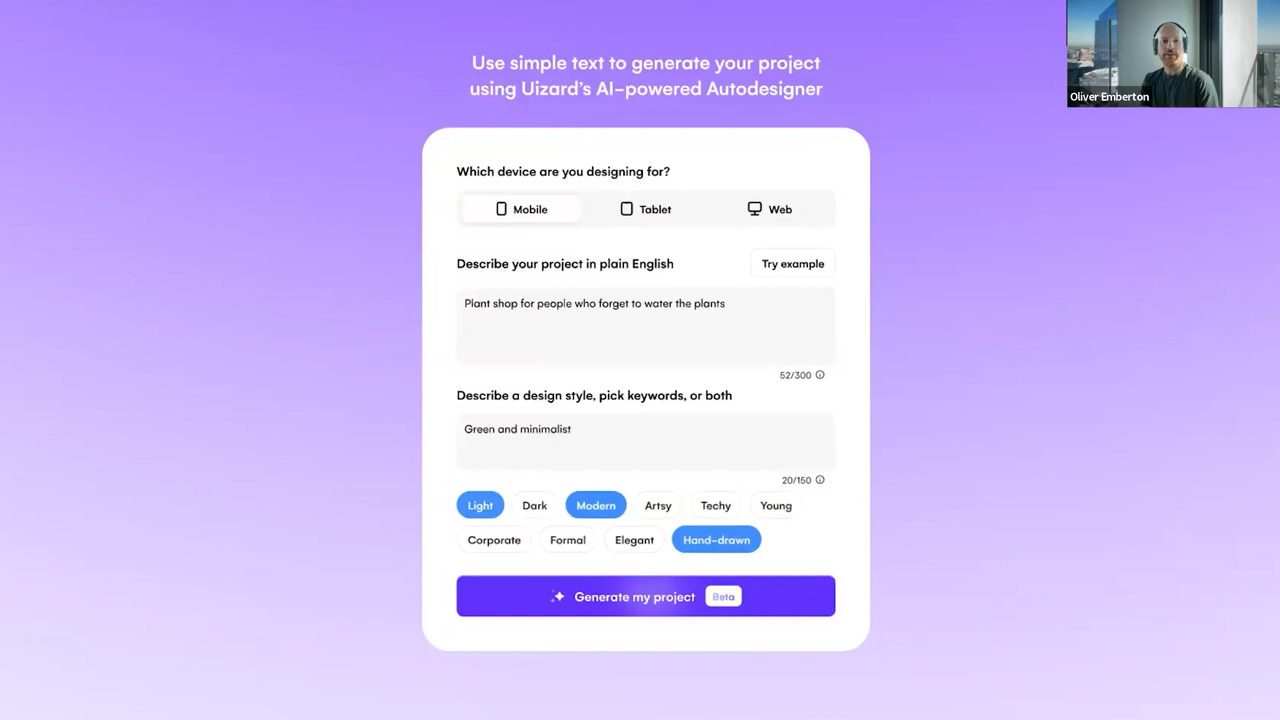 Use simple text to generate your project
using Uizard's AI-powered Autodesigner
Oliver Emberton
Which device are you designing for?
Mobile Tablet Web
Describe your project in plain English Try example
Plant shop for people who forget to water the plants
52/300
Describe a design style, pick keywords, or both
Green and minimalist
20/150
Light Dark Modern Artsy Techy Young
Corporate Formal Elegant Hand-drawn
Generate my project Beta